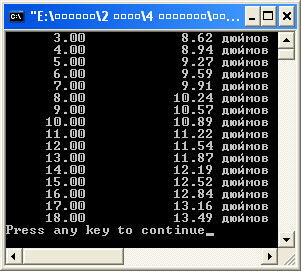 "E:\□□□□□□\2 □□□□\4 □□□□□□□\□□...
3.00 8.62 дюймов
4.00 8.94 дюймов
5.00 9.27 дюймов
6.00 9.59 дюймов
7.00 9.91 дюймов
8.00 10.24 дюймов
9.00 10.57 дюймов
10.00 10.89 дюймов
11.00 11.22 дюймов
12.00 11.54 дюймов
13.00 11.87 дюймов
14.00 12.19 дюймов
15.00 12.52 дюймов
16.00 12.84 дюймов
17.00 13.16 дюймов
18.00 13.49 дюймов
Press any key to continue_